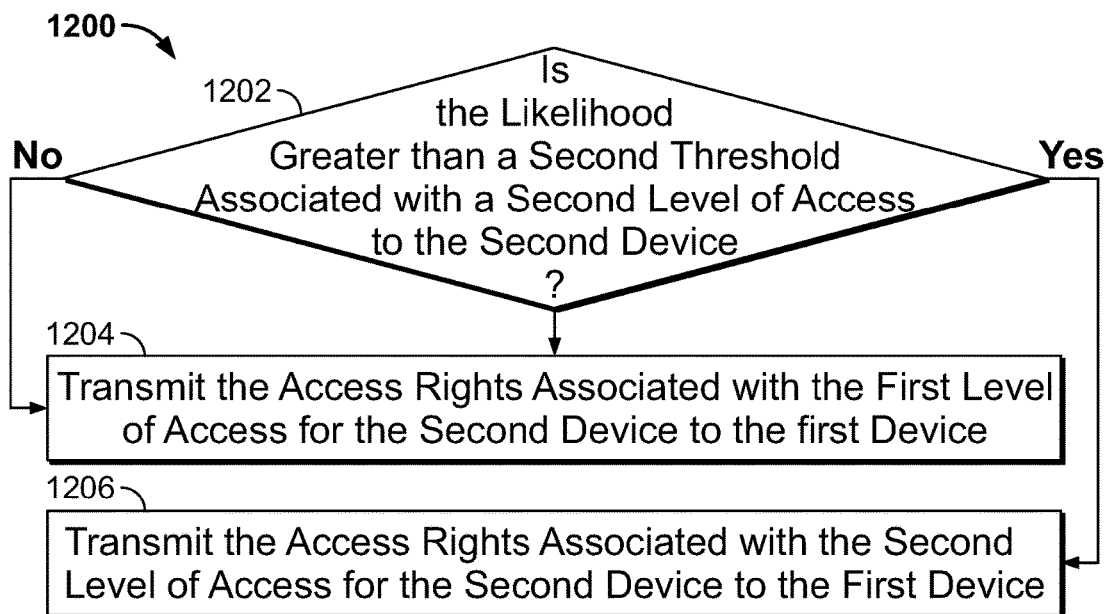 1200
1202
Is
the Likelihood
Greater than a Second Threshold
Associated with a Second Level of Access
to the Second Device
?
No
Yes
1204
Transmit the Access Rights Associated with the First Level
of Access for the Second Device to the first Device
1206
Transmit the Access Rights Associated with the Second
Level of Access for the Second Device to the First Device